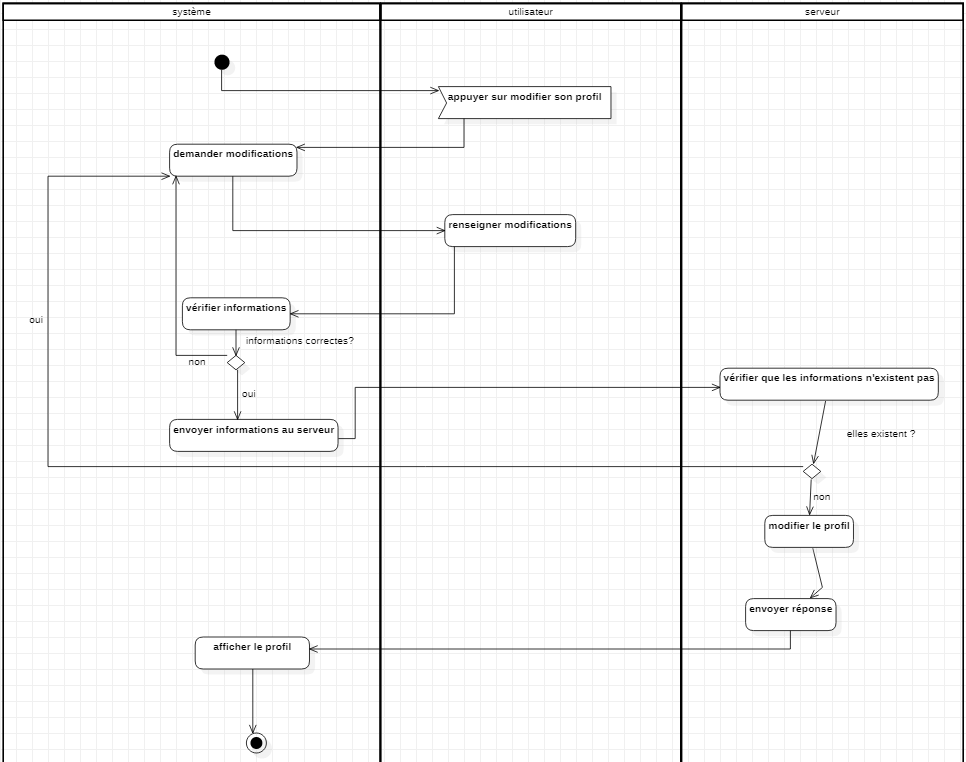 système
utilisateur
serveur
appuyer sur modifier son profil
demander modifications
renseigner modifications
vérifier informations
oui
informations correctes?
non
vérifier que les informations n'existent pas
oui
envoyer informations au serveur
elles existent ?
non
modifier le profil
envoyer réponse
afficher le profil